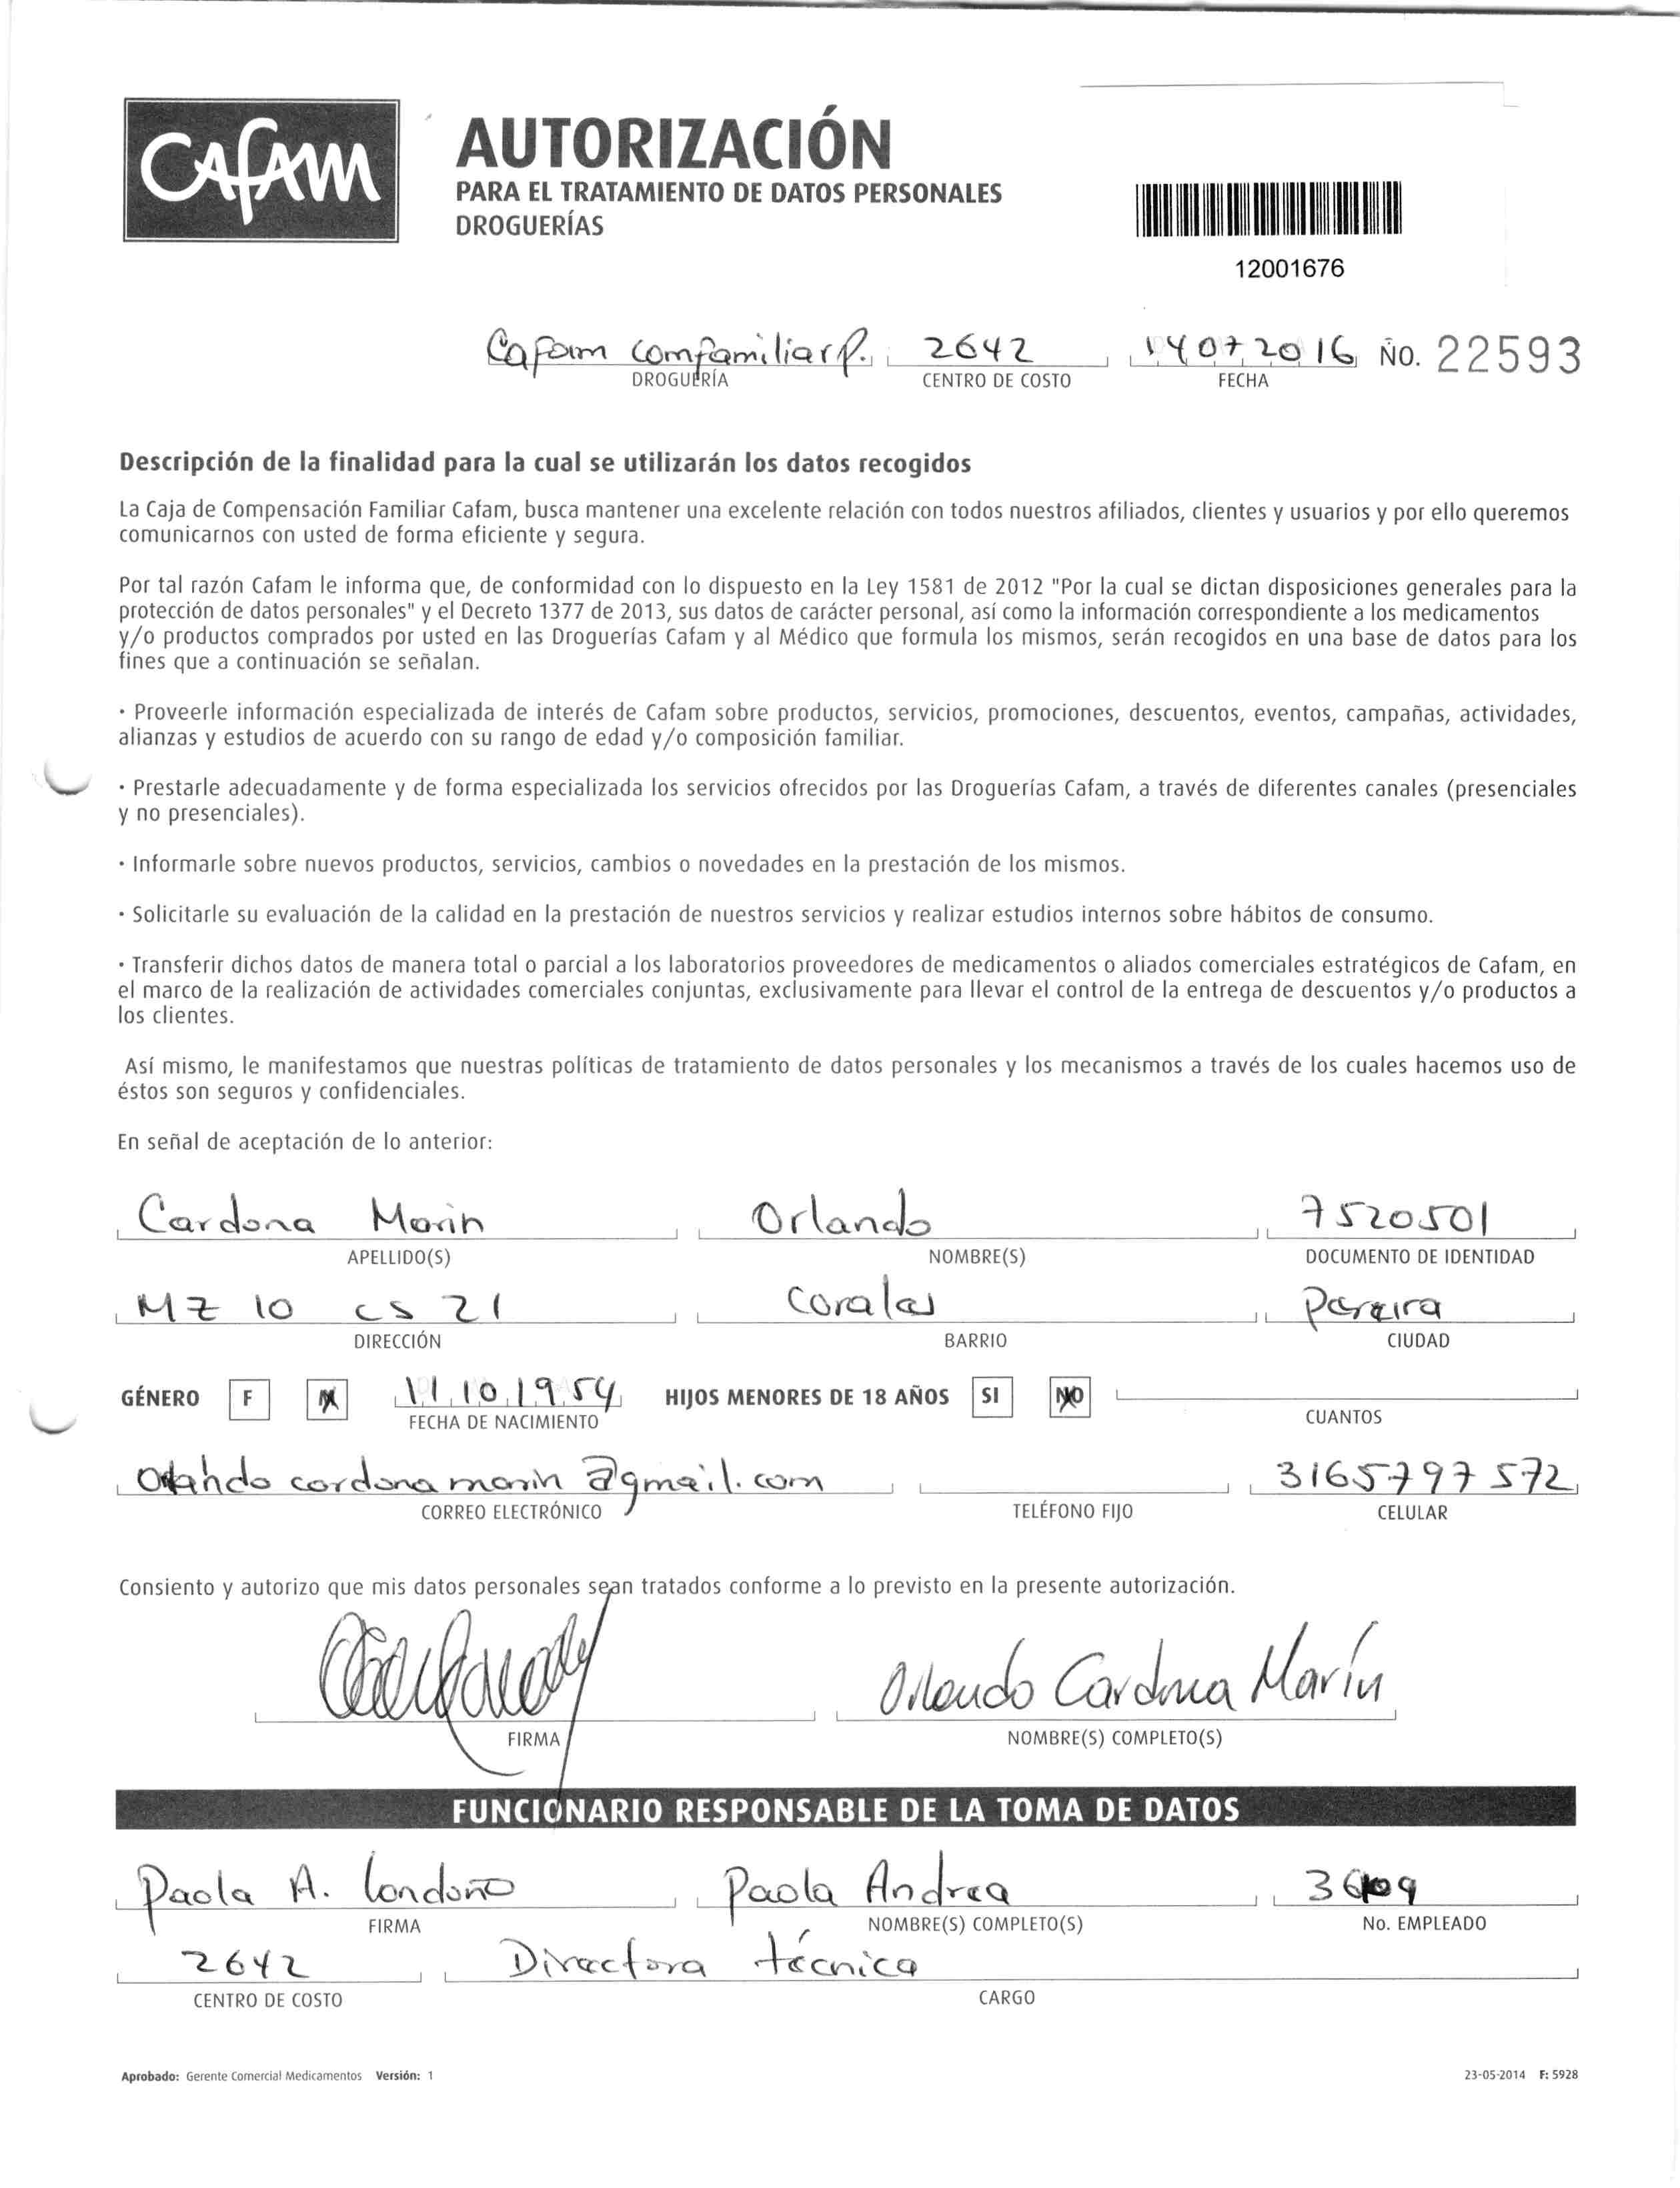 CAFAM
AUTORIZACIÓN
PARA EL TRATAMIENTO DE DATOS PERSONALES
DROGUERÍAS
12001676
Cafam comfamiliar P. 2642 14 07 2016 No. 22593
DROGUERÍA CENTRO DE COSTO FECHA
Descripción de la finalidad para la cual se utilizarán los datos recogidos
La Caja de Compensación Familiar Cafam, busca mantener una excelente relación con todos nuestros afiliados, clientes y usuarios y por ello queremos
comunicarnos con usted de forma eficiente y segura.
Por tal razón Cafam le informa que, de conformidad con lo dispuesto en la Ley 1581 de 2012 "Por la cual se dictan disposiciones generales para la
protección de datos personales" y el Decreto 1377 de 2013, sus datos de carácter personal, así como la información correspondiente a los medicamentos
y/o productos comprados por usted en las Droguerías Cafam y al Médico que formula los mismos, serán recogidos en una base de datos para los
fines que a continuación se señalan.
· Proveerle información especializada de interés de Cafam sobre productos, servicios, promociones, descuentos, eventos, campañas, actividades,
alianzas y estudios de acuerdo con su rango de edad y/o composición familiar.
· Prestarle adecuadamente y de forma especializada los servicios ofrecidos por las Droguerías Cafam, a través de diferentes canales (presenciales
y no presenciales).
· Informarle sobre nuevos productos, servicios, cambios o novedades en la prestación de los mismos.
· Solicitarle su evaluación de la calidad en la prestación de nuestros servicios y realizar estudios internos sobre hábitos de consumo.
· Transferir dichos datos de manera total o parcial a los laboratorios proveedores de medicamentos o aliados comerciales estratégicos de Cafam, en
el marco de la realización de actividades comerciales conjuntas, exclusivamente para llevar el control de la entrega de descuentos y/o productos a
los clientes.
Así mismo, le manifestamos que nuestras políticas de tratamiento de datos personales y los mecanismos a través de los cuales hacemos uso de
éstos son seguros y confidenciales.
En señal de aceptación de lo anterior:
Cardona Marin Orlando 7520501
APELLIDO(S) NOMBRE(S) DOCUMENTO DE IDENTIDAD
MZ 10 cs 21 Corales Pereira
DIRECCIÓN BARRIO CIUDAD
GÉNERO F M 11 10 1954 HIJOS MENORES DE 18 AÑOS SI NO
FECHA DE NACIMIENTO CUANTOS
Orlando cardona marin @gmail.com 3165797572
CORREO ELECTRÓNICO TELÉFONO FIJO CELULAR
Consiento y autorizo que mis datos personales sean tratados conforme a lo previsto en la presente autorización.
Orlando Cardona Marín
FIRMA NOMBRE(S) COMPLETO(S)
FUNCIONARIO RESPONSABLE DE LA TOMA DE DATOS
Paola A. Londoño Paola Andrea
FIRMA NOMBRE(S) COMPLETO(S) No. EMPLEADO
2642 Directora técnica
CENTRO DE COSTO CARGO
Aprobado: Gerente Comercial Medicamentos Versión: 1 23-05-2014 F: 5928